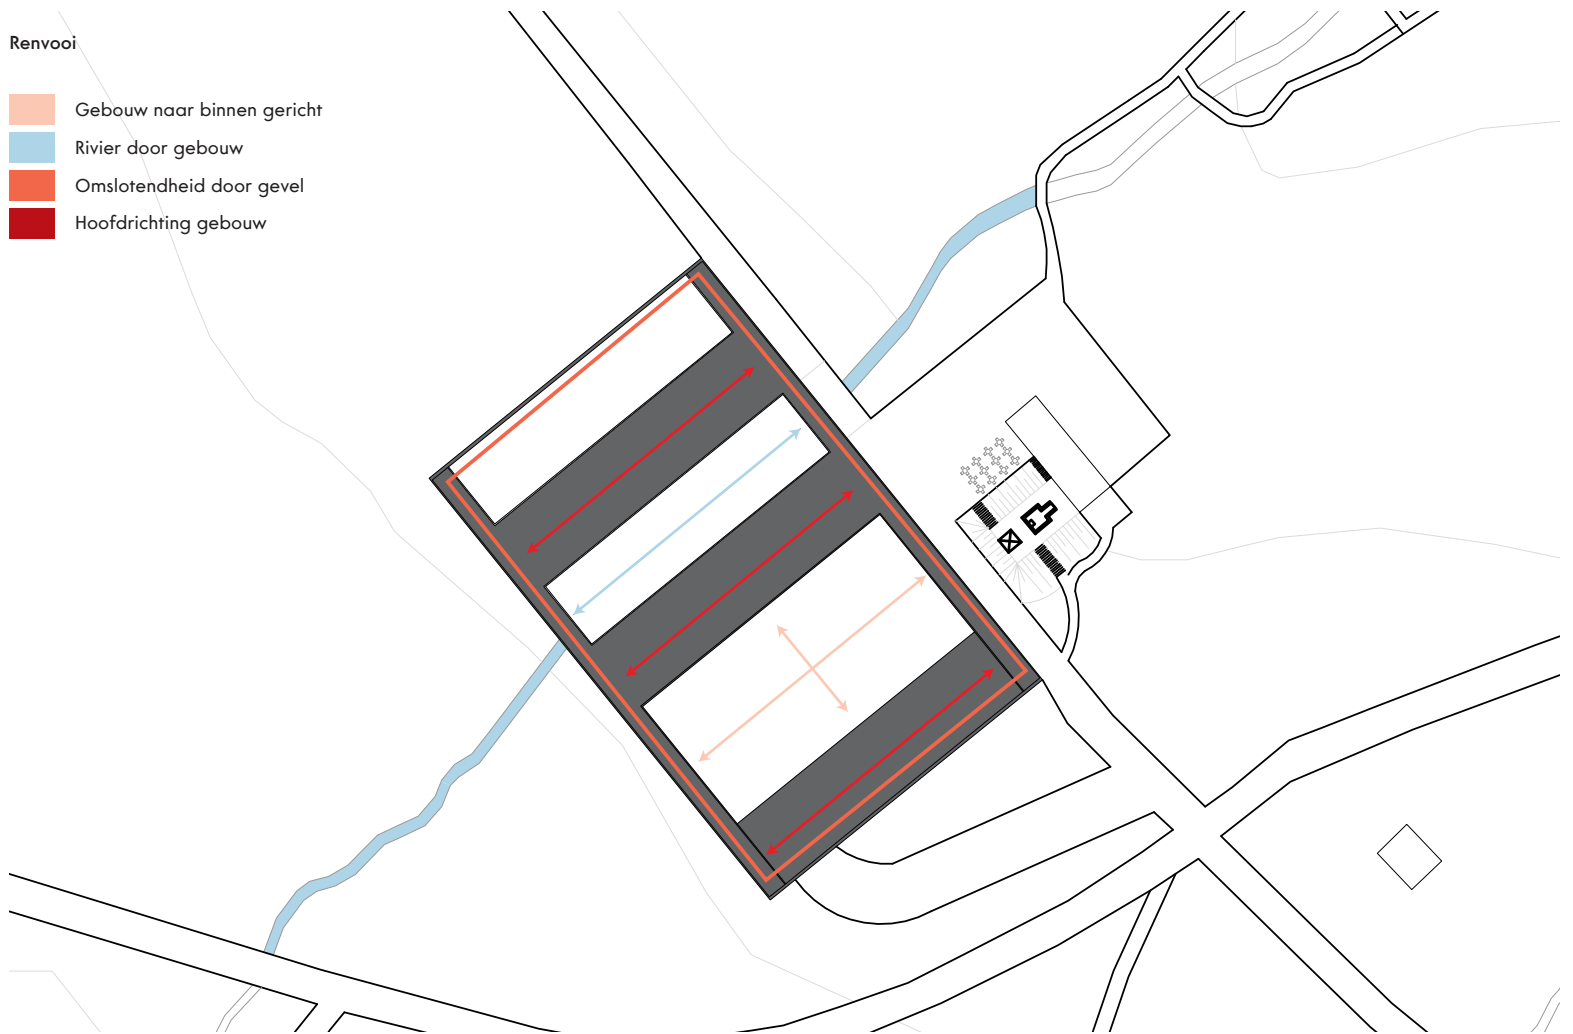 Renvooi
Gebouw naar binnen gericht
Rivier door gebouw
Omslotendheid door gevel
Hoofdrichting gebouw